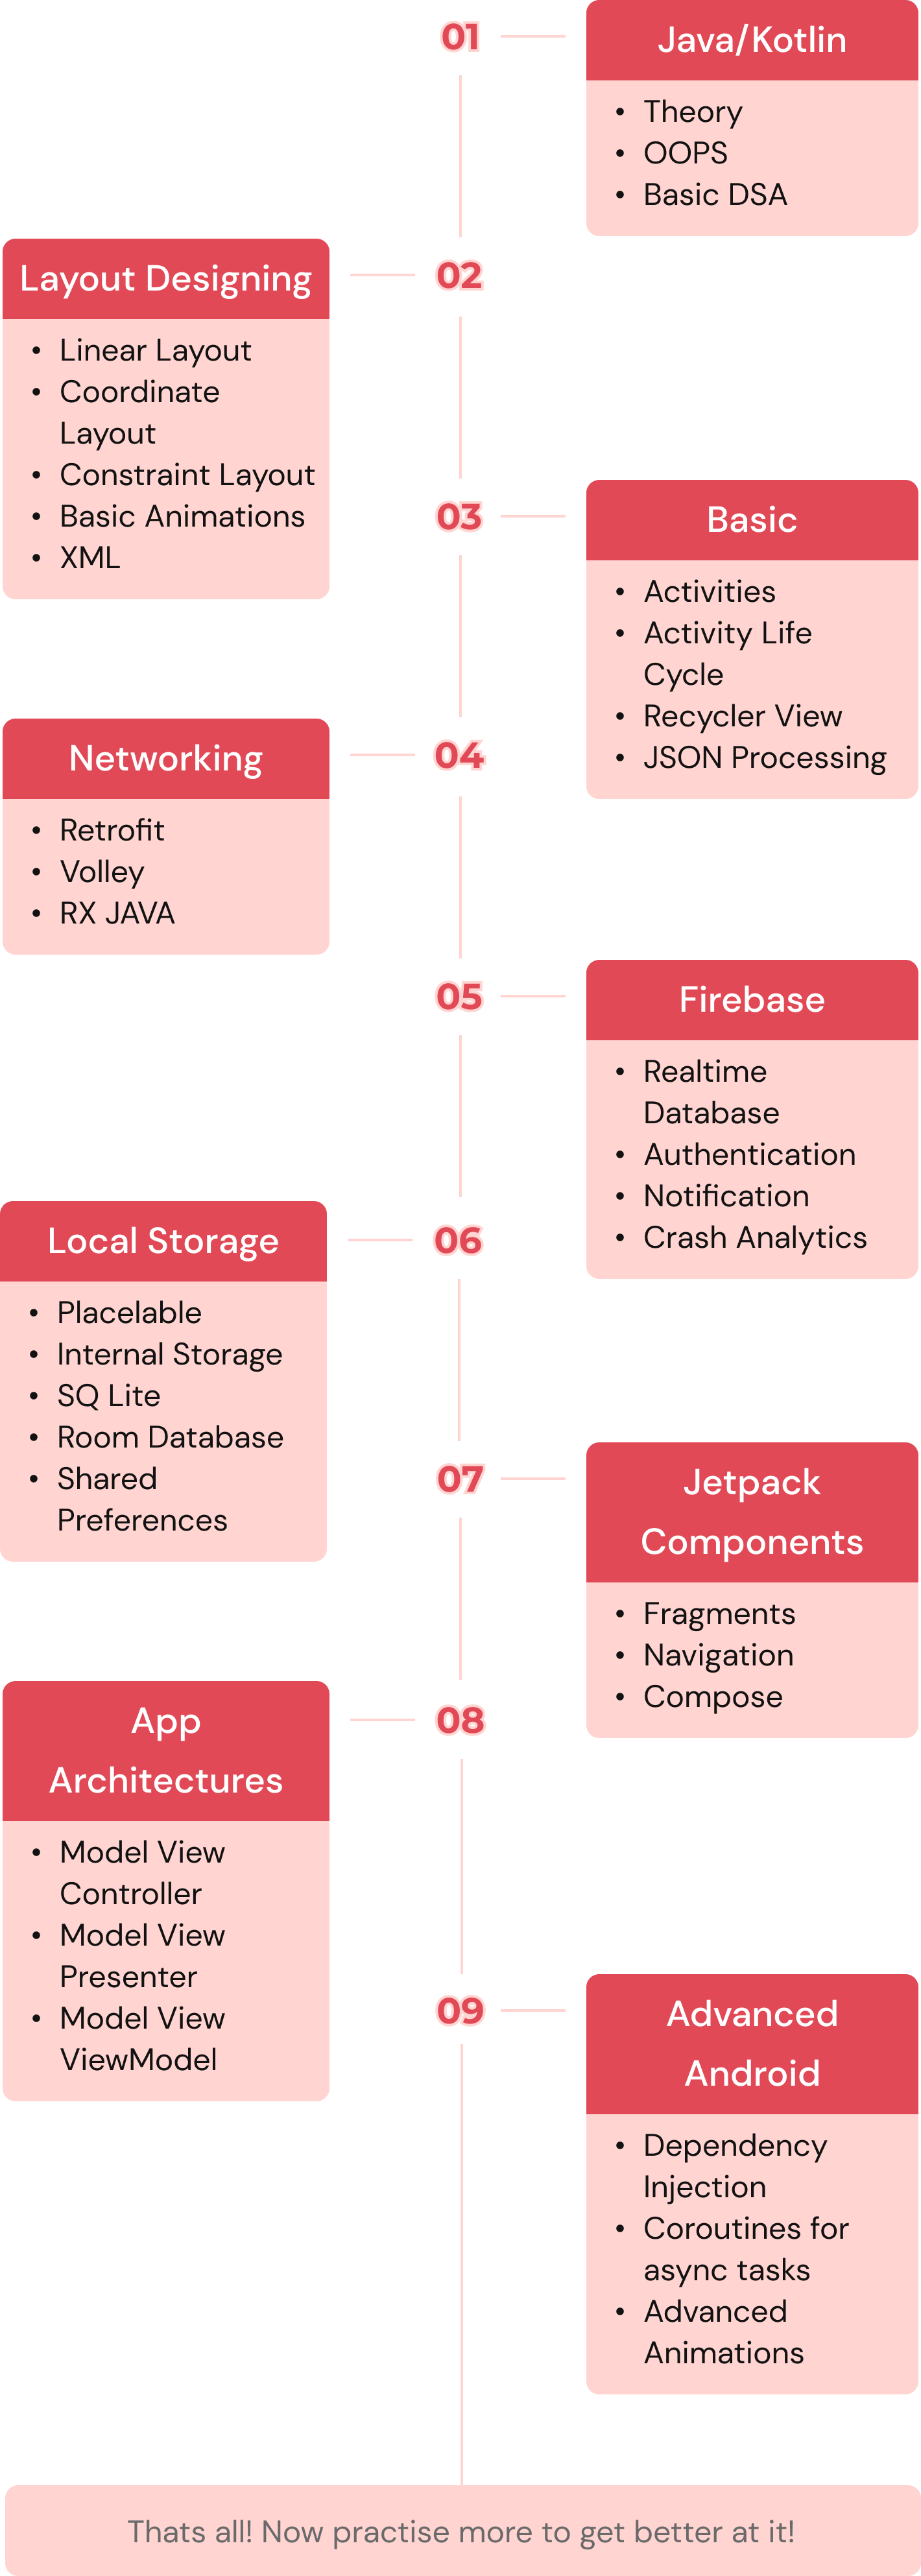 01
Java/Kotlin
• Theory
• OOPS
• Basic DSA
02
Layout Designing
• Linear Layout
• Coordinate
Layout
• Constraint Layout
• Basic Animations
• XML
03
Basic
• Activities
• Activity Life
Cycle
• Recycler View
• JSON Processing
04
Networking
• Retrofit
• Volley
• RX JAVA
05
Firebase
• Realtime
Database
• Authentication
• Notification
• Crash Analytics
06
Local Storage
• Placelable
• Internal Storage
• SQ Lite
• Room Database
• Shared
Preferences
07
Jetpack
Components
• Fragments
• Navigation
• Compose
08
App
Architectures
• Model View
Controller
• Model View
Presenter
• Model View
ViewModel
09
Advanced
Android
• Dependency
Injection
• Coroutines for
async tasks
• Advanced
Animations
Thats all! Now practise more to get better at it!